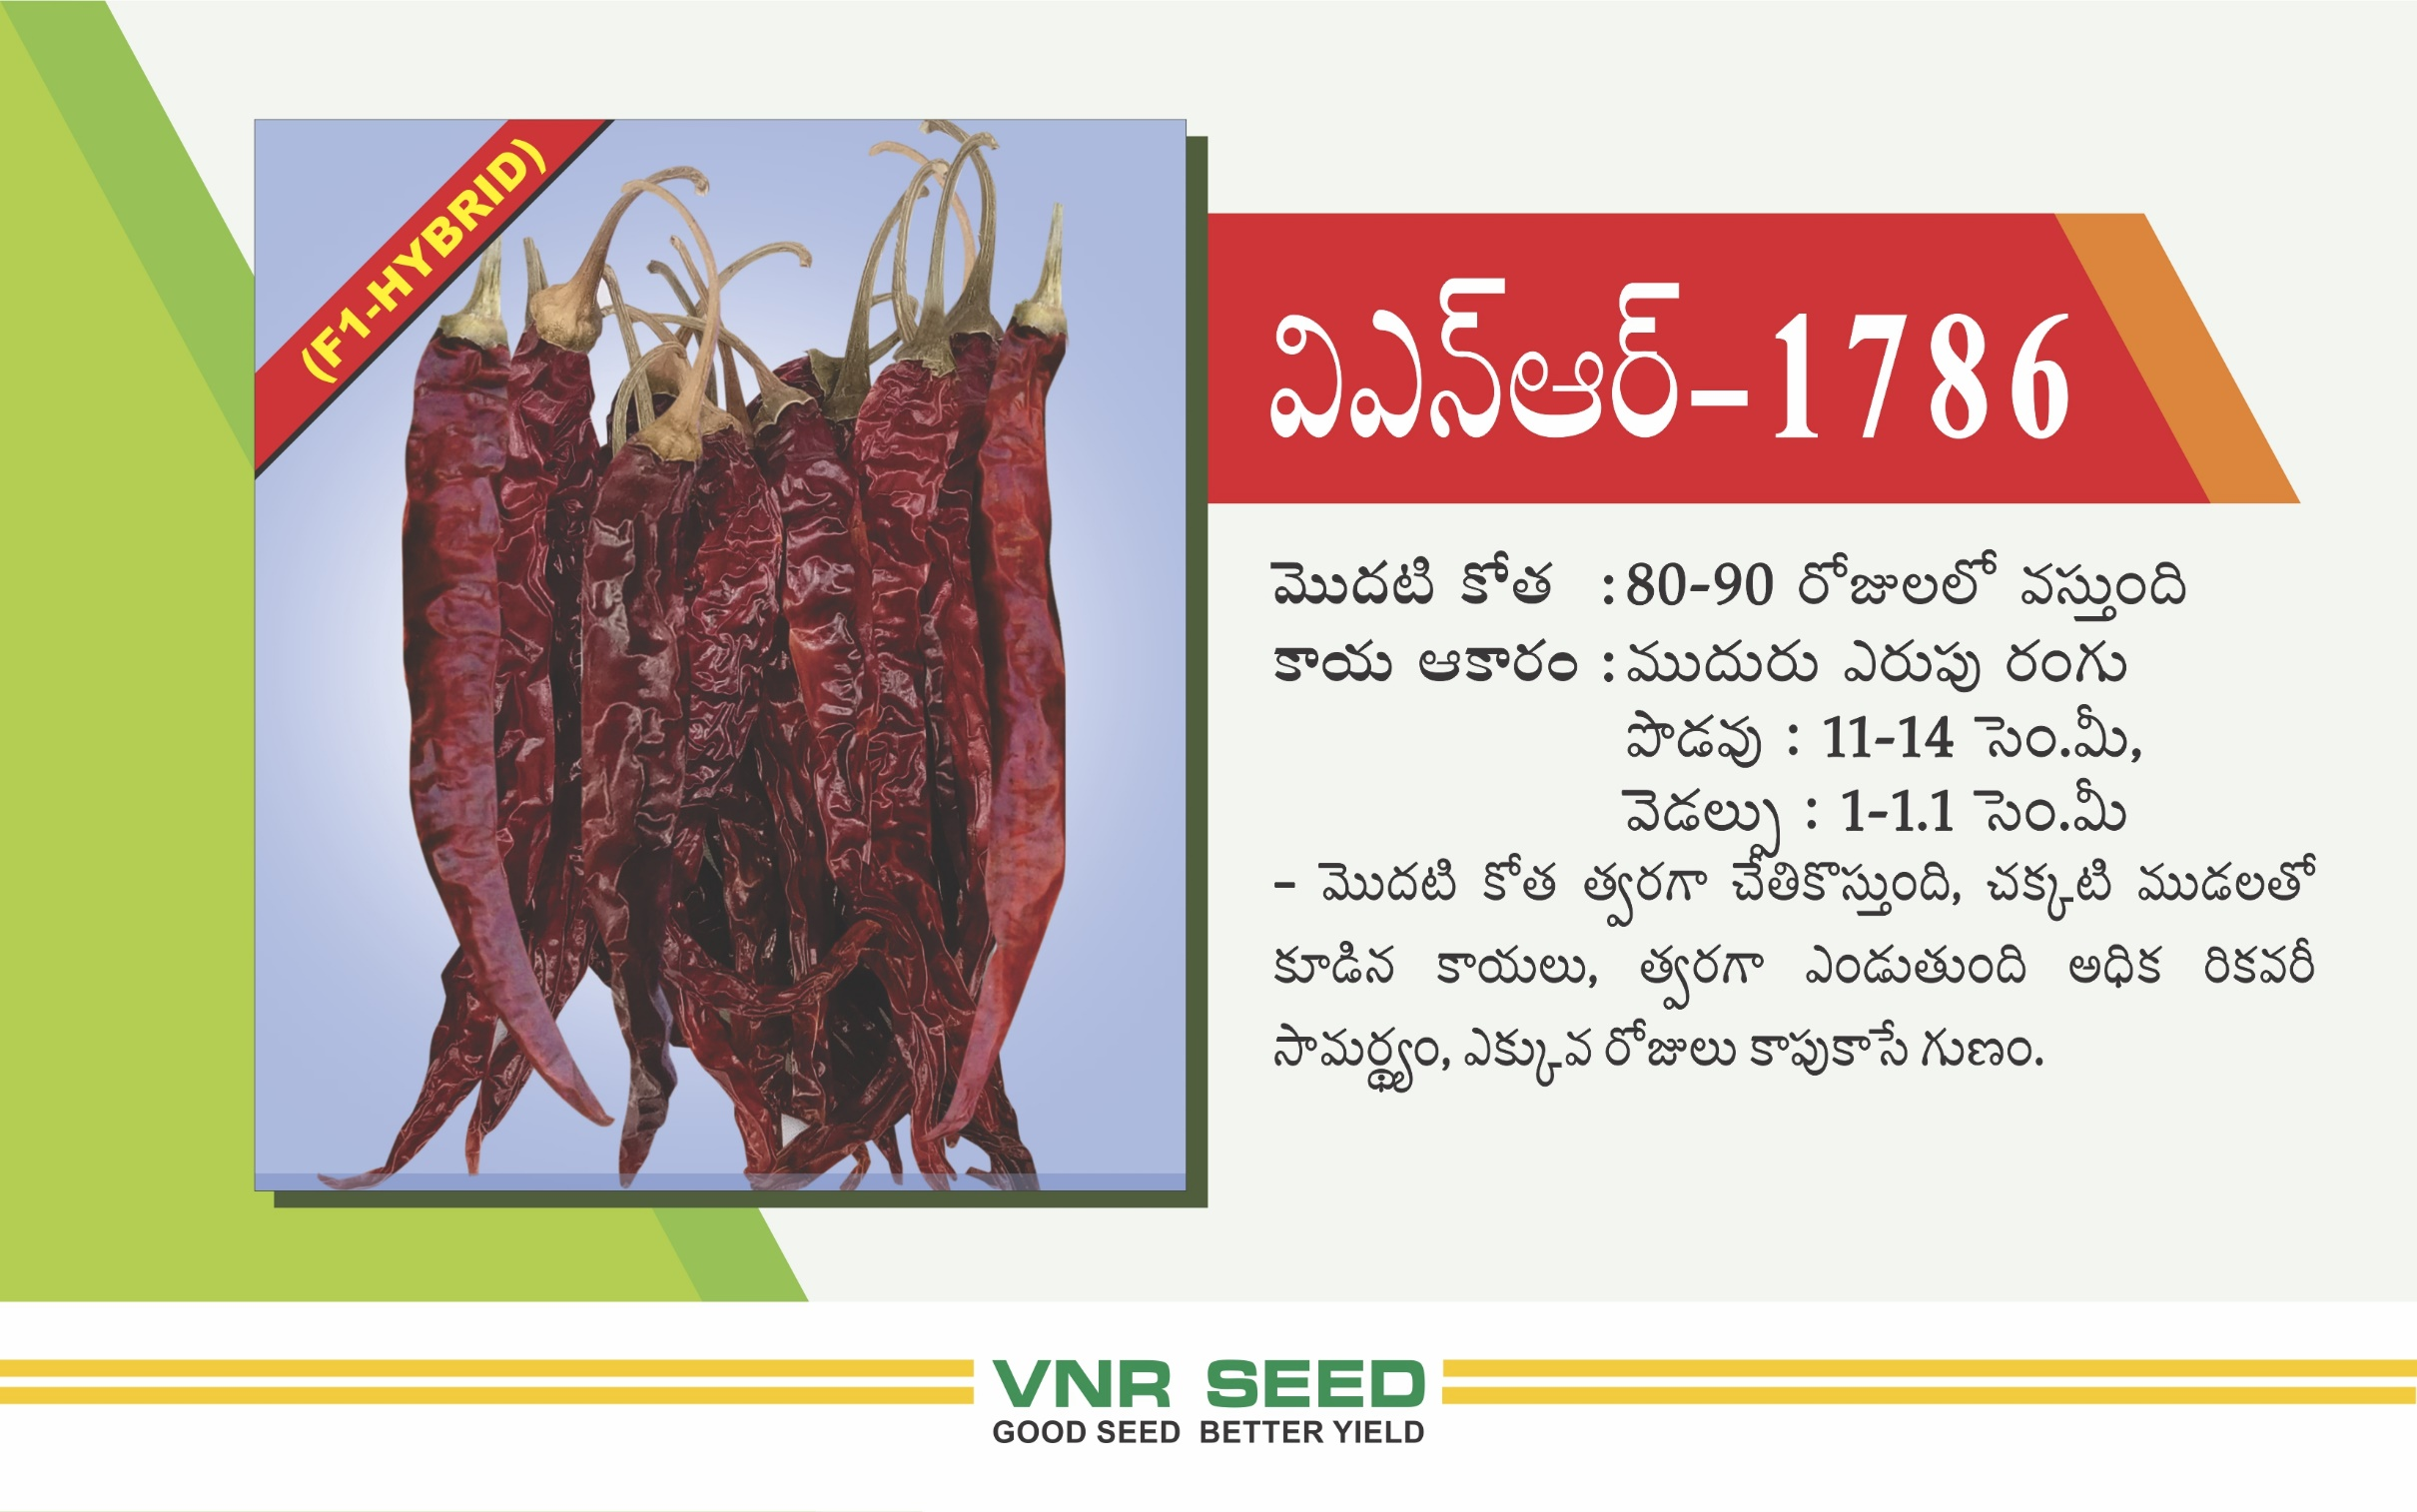 (F1-HYBRID))
విఎన్ఆర్-1786
మొదటి కోత : 80-90 రోజులలో వస్తుంది
కాయ ఆకారం : ముదురు ఎరుపు రంగు
పొడవు : 11-14 సెం.మీ,
వెడల్పు : 1-1.1 సెం.మీ
- మొదటి కోత త్వరగా చేతికొస్తుంది, చక్కటి ముడలతో
కూడిన కాయలు, త్వరగా ఎండుతుంది అధిక రికవరీ
సామర్థ్యం, ఎక్కువ రోజులు కాపుకాసే గుణం.
VNR SEED
GOOD SEED BETTER YIELD